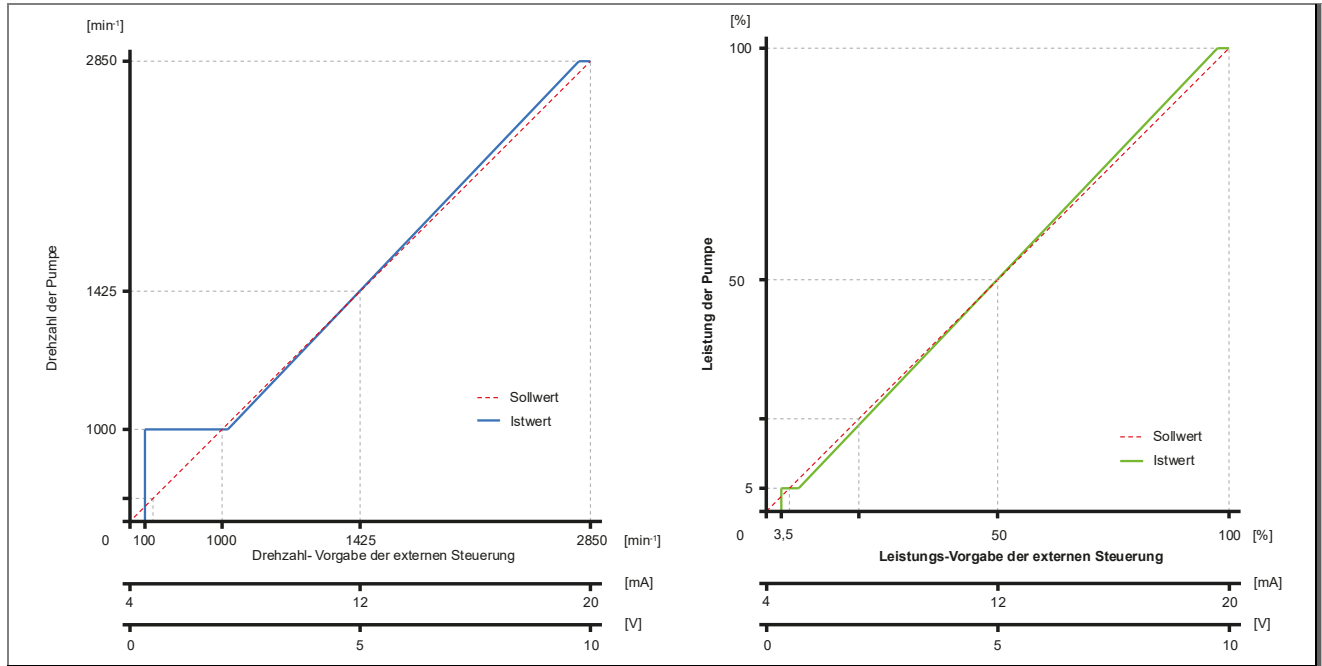 [min-1]
2850
1425
1000
Drehzahl der Pumpe
Sollwert
Istwert
0 100 1000 1425 2850 [min-1]
Drehzahl- Vorgabe der externen Steuerung
4 12 20 [mA]
0 5 10 [V]
[%]
100
50
5
Leistung der Pumpe
Sollwert
Istwert
0 3,5 50 100 [%]
Leistungs-Vorgabe der externen Steuerung
4 12 20 [mA]
0 5 10 [V]